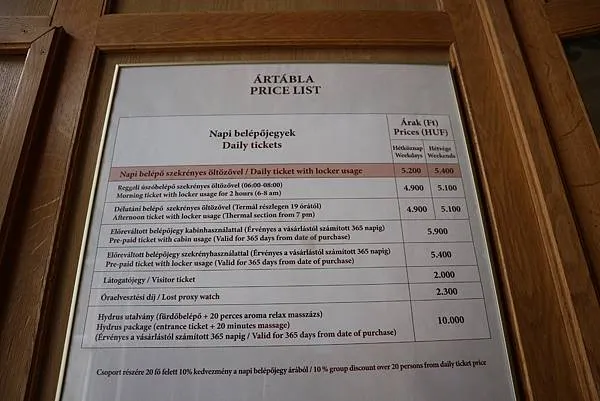 ÁRTÁBLA
PRICE LIST
Napi belépőjegyek
Daily tickets
Árak (Ft)
Prices (HUF)
Hétköznap
Weekdays
Hétvége
Weekends
Napi belépő szekrényes öltözővel / Daily ticket with locker usage 5.200 5.400
Reggeli úszóbelépő szekrényes öltözővel (06:00-08:00)
Morning ticket with locker usage for 2 hours (6-8 am)
4.900 5.100
Délutáni belépő szekrényes öltözővel (Termál részlegen 19 órától)
Afternoon ticket with locker usage (Thermal section from 7 pm)
4.900 5.100
Előreváltott belépőjegy kabinhasználattal (Érvényes a vásárlástól számított 365 napig)
Pre-paid ticket with cabin usage (Valid for 365 days from date of purchase)
5.900
Előreváltott belépőjegy szekrényhasználattal (Érvényes a vásárlástól számított 365 napig)
Pre-paid ticket with locker usage (Valid for 365 days from date of purchase)
5.400
Látogatójegy / Visitor ticket 2.000
Óraelvesztési díj / Lost proxy watch 2.300
Hydrus utalvány (fürdőbelépő + 20 perces aroma relax masszázs)
Hydrus package (entrance ticket + 20 minutes massage)
(Érvényes a vásárlástól számított 365 napig / Valid for 365 days from date of purchase)
10.000
Csoport részére 20 fő felett 10% kedvezmény a napi belépőjegy árából / 10 % group discount over 20 persons from daily ticket price